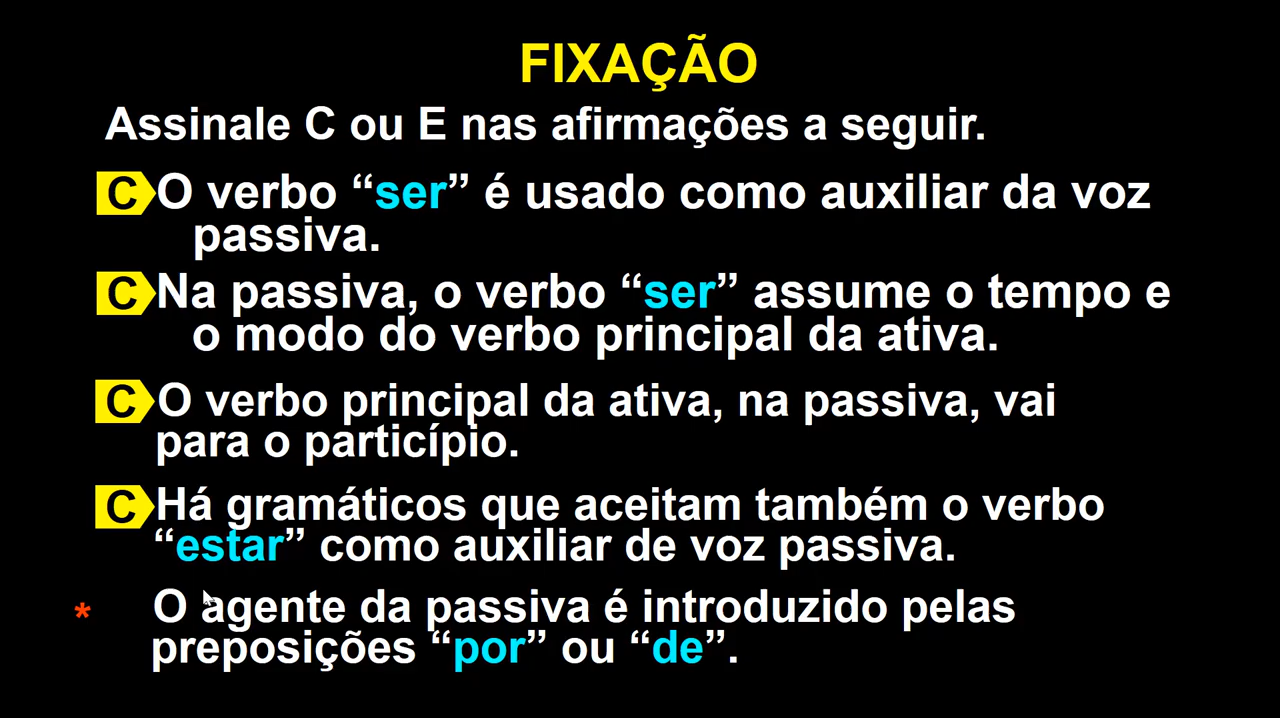 FIXAÇÃO
Assinale C ou E nas afirmações a seguir.
C O verbo “ser” é usado como auxiliar da voz
passiva.
C Na passiva, o verbo “ser” assume o tempo e
o modo do verbo principal da ativa.
C O verbo principal da ativa, na passiva, vai
para o particípio.
C Há gramáticos que aceitam também o verbo
“estar” como auxiliar de voz passiva.
* O agente da passiva é introduzido pelas
preposições “por” ou “de”.